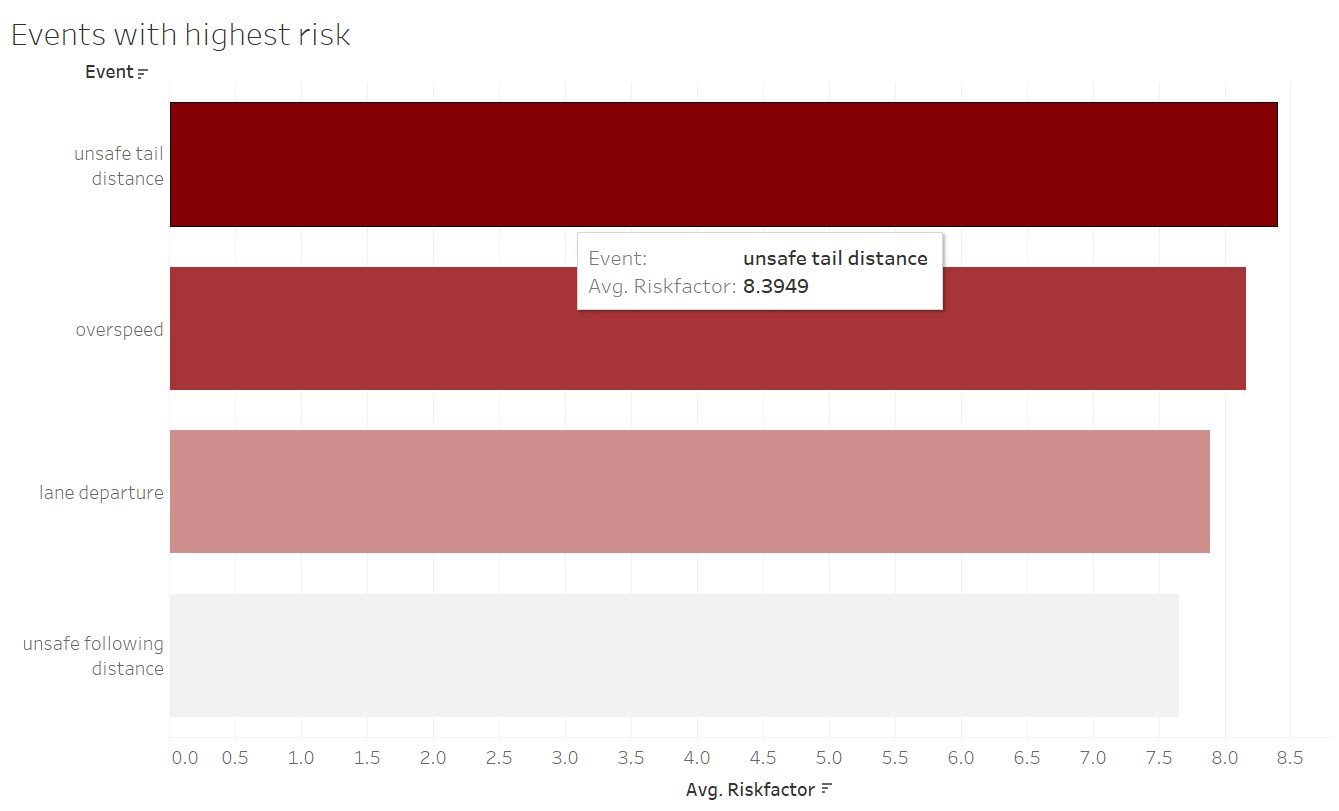 Events with highest risk
Event
unsafe tail
distance
Event: unsafe tail distance
Avg. Riskfactor: 8.3949
overspeed
lane departure
unsafe following
distance
0.0 0.5 1.0 1.5 2.0 2.5 3.0 3.5 4.0 4.5 5.0 5.5 6.0 6.5 7.0 7.5 8.0 8.5
Avg. Riskfactor